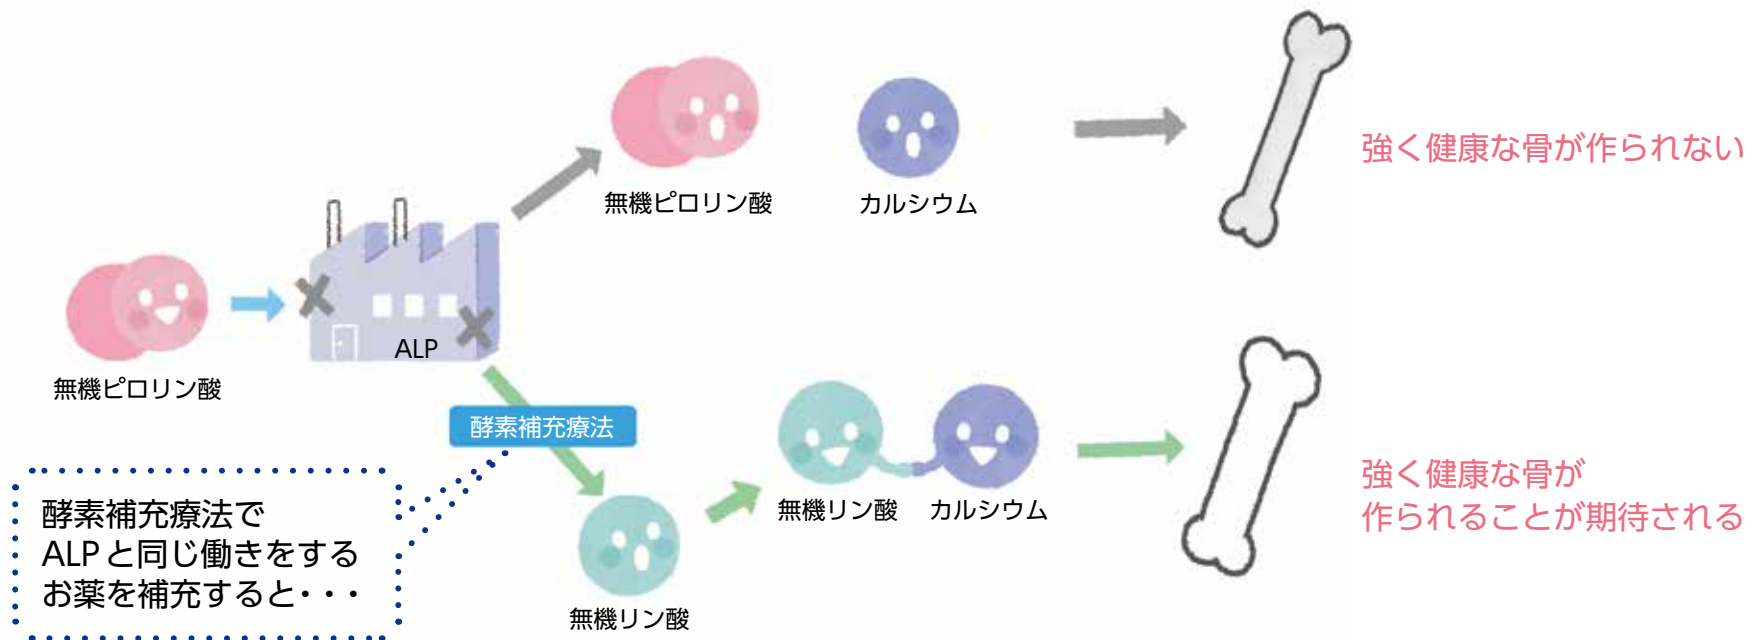 無機ピロリン酸
カルシウム
強く健康な骨が作られない
ALP
無機ピロリン酸
酵素補充療法
酵素補充療法で
ALPと同じ働きをする
お薬を補充すると・・・
無機リン酸
無機リン酸
カルシウム
強く健康な骨が
作られることが期待される